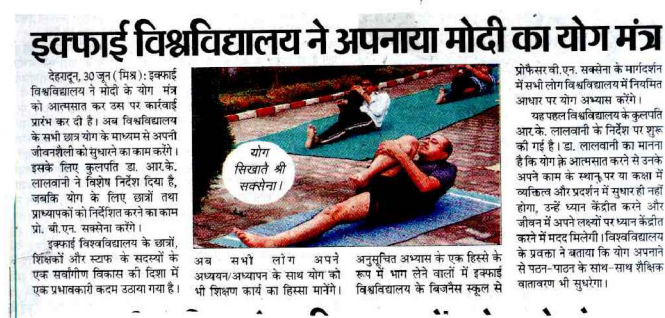 इक्फाई विश्वविद्यालय ने अपनाया मोदी का योग मंत्र
देहरादून, 30 जून (मिश्र): इक्फाई
विश्वविद्यालय ने मोदी के योग मंत्र
को आत्मसात कर उस पर कार्रवाई
प्रारंभ कर दी है। अब विश्वविद्यालय
के सभी छात्र योग के माध्यम से अपनी
जीवनशैली को सुधारने का काम करेंगे।
इसके लिए कुलपति डा. आर.के.
लालवानी ने विशेष निर्देश दिया है,
जबकि योग के लिए छात्रों तथा
प्राध्यापकों को निर्देशित करने का काम
प्रो. बी.एन. सक्सेना करेंगे।
इक्फाई विश्वविद्यालय के छात्रों,
शिक्षकों और स्टाफ के सदस्यों के
एक सर्वांगीण विकास की दिशा में
एक प्रभावकारी कदम उठाया गया है।
योग
सिखाते श्री
सक्सेना।
अब सभी लोग अपने
अध्ययन/अध्यापन के साथ योग को
भी शिक्षण कार्य का हिस्सा मानेंगे।
अनुसूचित अभ्यास के एक हिस्से के
रूप में भाग लेने वालों में इक्फाई
विश्वविद्यालय के बिजनैस स्कूल से
प्रोफैसर वी.एन. सक्सेना के मार्गदर्शन
में सभी लोग विश्वविद्यालय में नियमित
आधार पर योग अभ्यास करेंगे।
यह पहल विश्वविद्यालय के कुलपति
आर.के. लालवानी के निर्देश पर शुरू
की गई है। डा. लालवानी का मानना
है कि योग के आत्मसात करने से उनके
अपने काम के स्थान पर या कक्षा में
व्यक्तित्व और प्रदर्शन में सुधार ही नहीं
होगा, उन्हें ध्यान केंद्रीत करने और
जीवन में अपने लक्ष्यों पर ध्यान केंद्रीत
करने में मदद मिलेगी। विश्वविद्यालय
के प्रवक्ता ने बताया कि योग अपनाने
से पठन-पाठन के साथ-साथ शैक्षिक
वातावरण भी सुधरेगा।